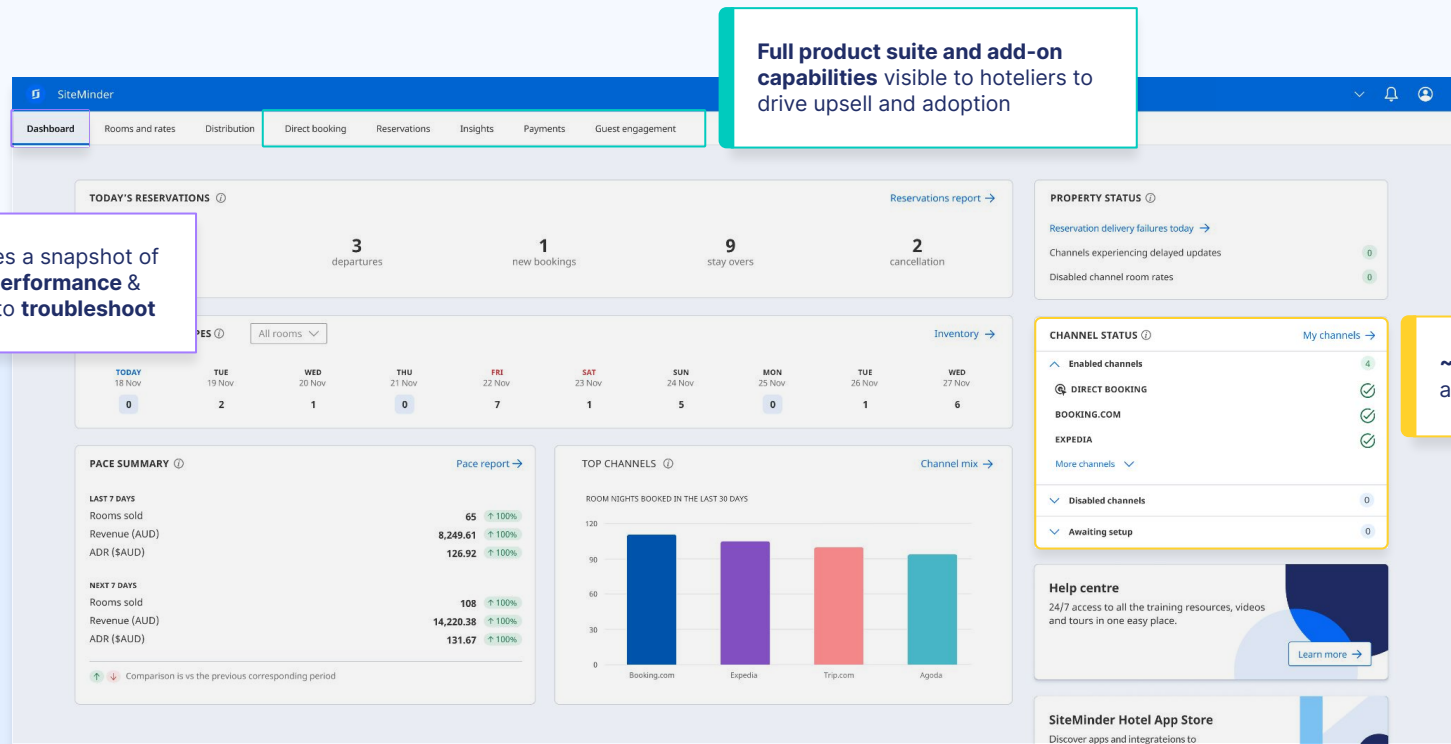 Full product suite and add-on
capabilities visible to hoteliers to
drive upsell and adoption
SiteMinder
Dashboard Rooms and rates Distribution Direct booking Reservations Insights Payments Guest engagement
TODAY'S RESERVATIONS
Reservations report →
3
departures
1
new bookings
9
stay overs
2
cancellation
a snapshot of
&
to troubleshoot
All rooms
Inventory →
TODAY TUE WED THU FRI SAT SUN MON TUE WED
18 Nov 19 Nov 20 Nov 21 Nov 22 Nov 23 Nov 24 Nov 25 Nov 26 Nov 27 Nov
0 2 1 0 7 1 5 0 1 6
PACE SUMMARY
Pace report →
LAST 7 DAYS
Rooms sold 65 ↑ 100%
Revenue (AUD) 8,249.61 ↑ 100%
ADR ($AUD) 126.92 ↑ 100%
NEXT 7 DAYS
Rooms sold 108 ↑ 100%
Revenue (AUD) 14,220.38 ↑ 100%
ADR ($AUD) 131.67 ↑ 100%
↑ ↓ Comparison is vs the previous corresponding period
TOP CHANNELS
Channel mix →
ROOM NIGHTS BOOKED IN THE LAST 30 DAYS
120
90
60
30
0
Booking.com Expedia Trip.com Agoda
PROPERTY STATUS
Reservation delivery failures today →
Channels experiencing delayed updates 0
Disabled channel room rates 0
CHANNEL STATUS
My channels →
Enabled channels 4
DIRECT BOOKING
BOOKING.COM
EXPEDIA
More channels
Disabled channels 0
Awaiting setup 0
~
Help centre
24/7 access to all the training resources, videos
and tours in one easy place.
Learn more →
SiteMinder Hotel App Store
Discover apps and integrateions to